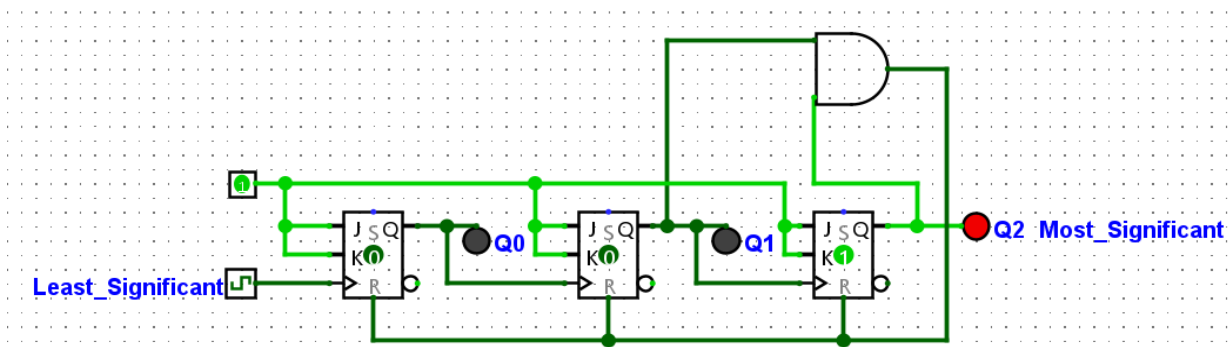 1
J S Q
K 0
R
Q0
J S Q
K 0
R
Q1
J S Q
K 1
R
Q2 Most_Significant
Least_Significant